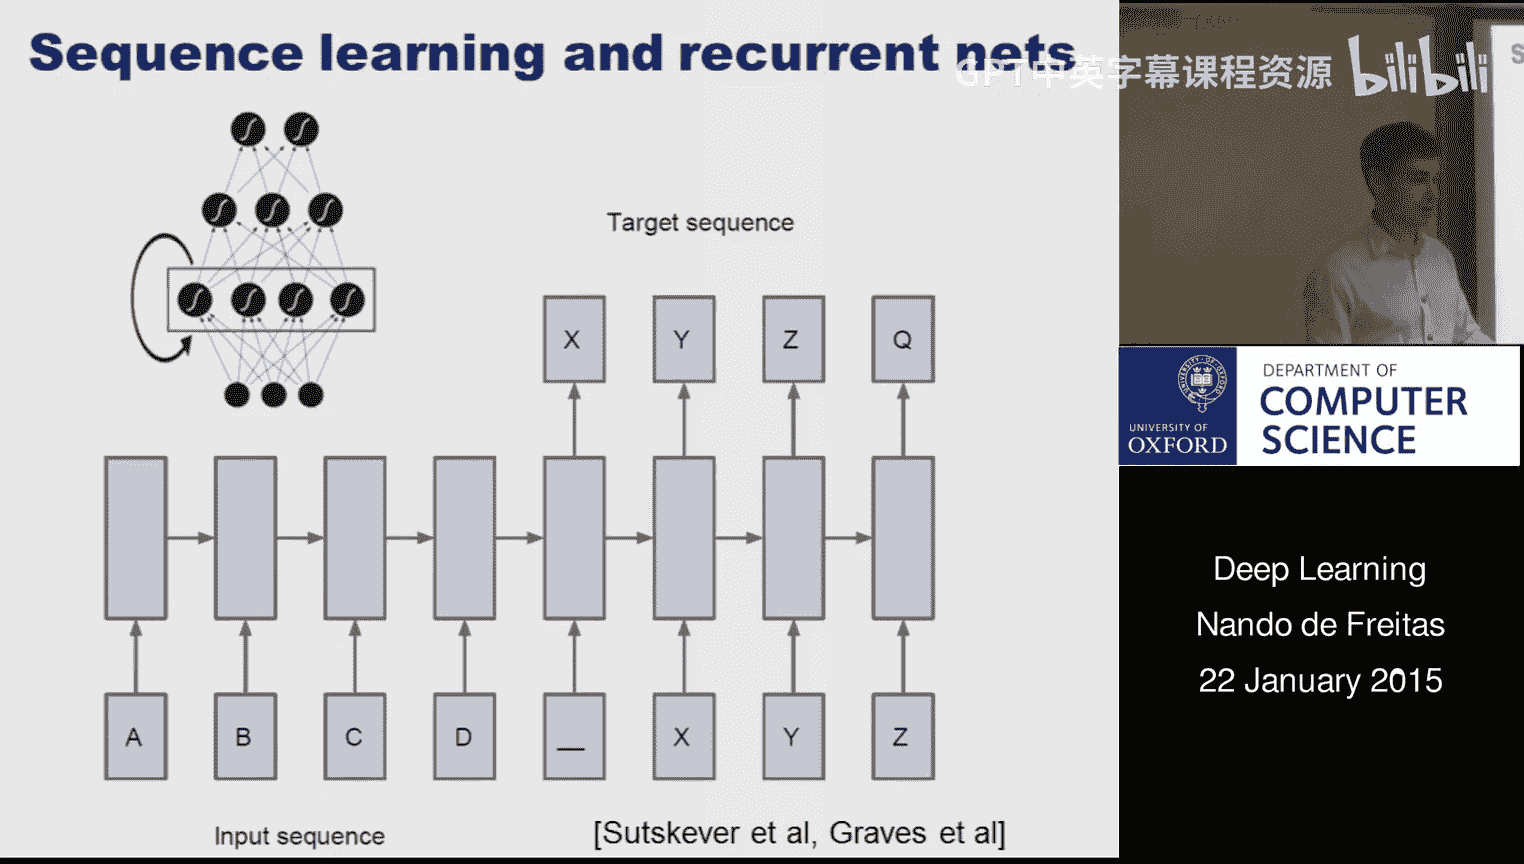 Sequence learning and recurrent nets
GPT中英字幕课程资源 bilibili
S
Target sequence
X Y Z Q
A B C D __ X Y Z
Input sequence
[Sutskever et al, Graves et al]
UNIVERSITY OF
OXFORD
DEPARTMENT OF
COMPUTER
SCIENCE
Deep Learning
Nando de Freitas
22 January 2015